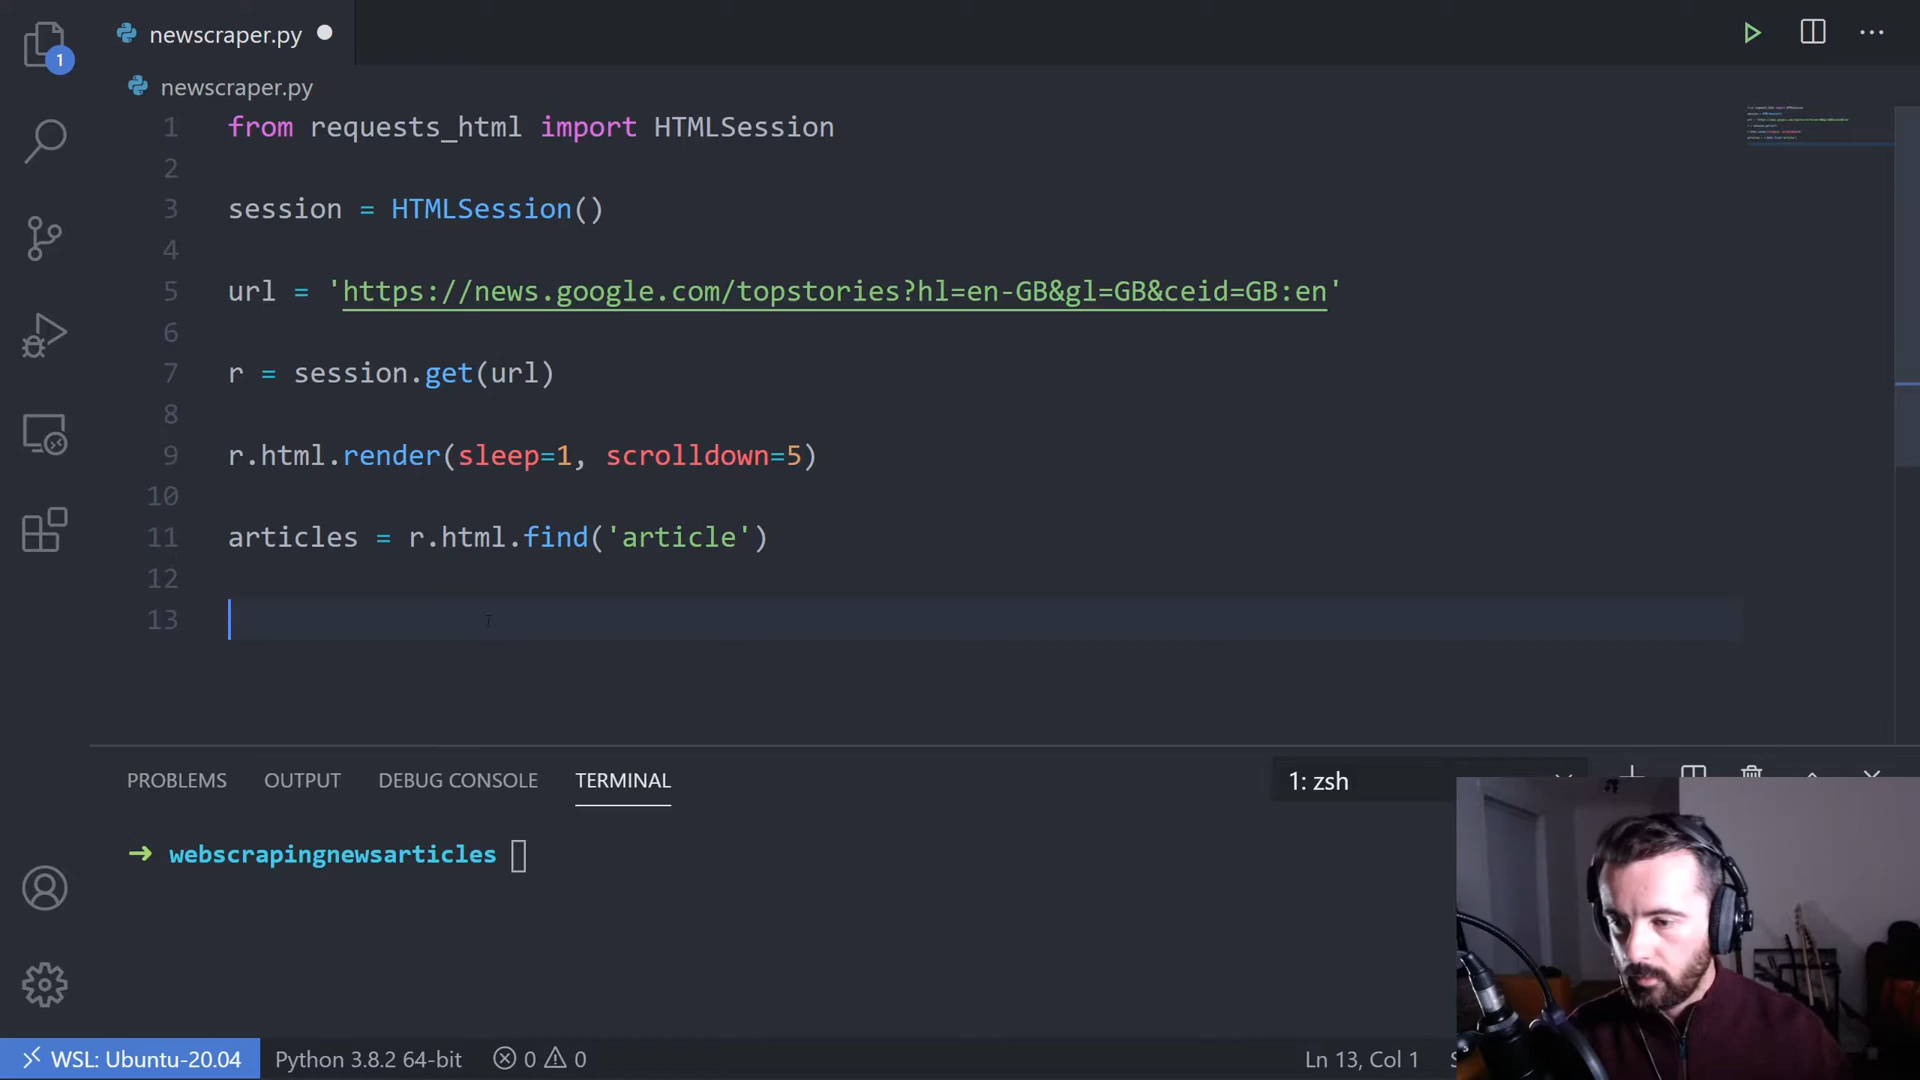 newscraper.py
1
newscraper.py
1 from requests_html import HTMLSession
2
3 session = HTMLSession()
4
5 url = 'https://news.google.com/topstories?hl=en-GB&gl=GB&ceid=GB:en'
6
7 r = session.get(url)
8
9 r.html.render(sleep=1, scrolldown=5)
10
11 articles = r.html.find('article')
12
13
PROBLEMS OUTPUT DEBUG CONSOLE TERMINAL 1: zsh
➜ webscrapingnewsarticles
WSL: Ubuntu-20.04 Python 3.8.2 64-bit 0 0 Ln 13, Col 1